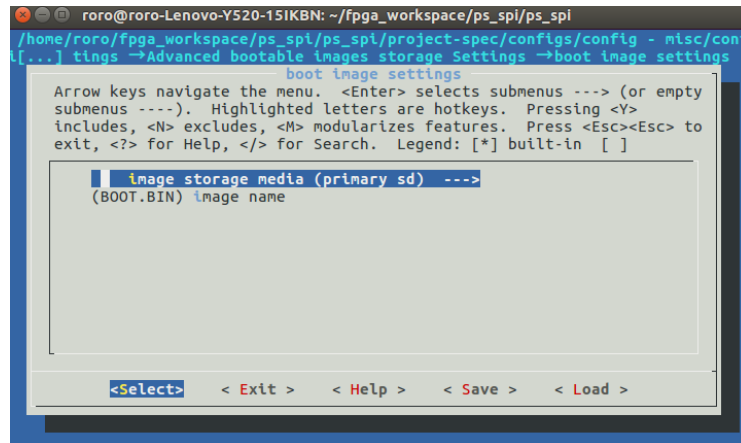 roro@roro-Lenovo-Y520-15IKBN: ~/fpga_workspace/ps_spi/ps_spi
/home/roro/fpga_workspace/ps_spi/ps_spi/project-spec/configs/config - misc/con
i[...] tings →Advanced bootable images storage Settings →boot image settings
boot image settings
Arrow keys navigate the menu.  <Enter> selects submenus ---> (or empty
submenus ----).  Highlighted letters are hotkeys.  Pressing <Y>
includes, <N> excludes, <M> modularizes features.  Press <Esc><Esc> to
exit, <?> for Help, </> for Search.  Legend: [*] built-in  [ ]
image storage media (primary sd)  --->
(BOOT.BIN) image name
<Select>    < Exit >    < Help >    < Save >    < Load >